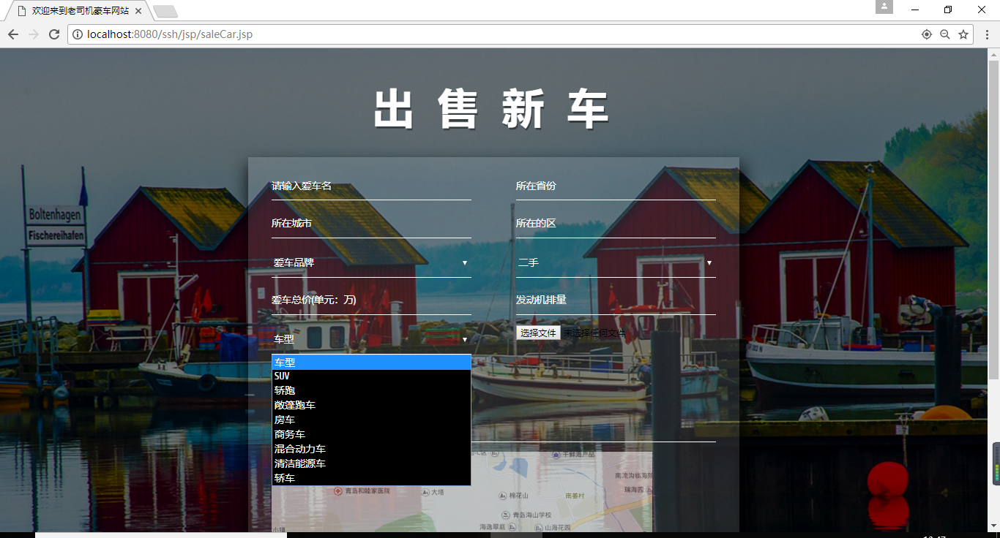 欢迎来到老司机豪车网站
localhost:8080/ssh/jsp/saleCar.jsp
出售新车
Boltenhagen
Fischereihafen
请输入爱车名
所在省份
所在城市
所在的区
爱车品牌
二手
爱车总价(单元：万)
发动机排量
车型
选择文件 未选择任何文件
车型
SUV
轿跑
敞篷跑车
房车
商务车
混合动力车
清洁能源车
轿车
千鲜海产品
南流沟临海院
瑞海园
青岛和睦家医院
大塔
棉花山
南姜村
青岛海山学校
海逸翠庭
山海花园
小镇